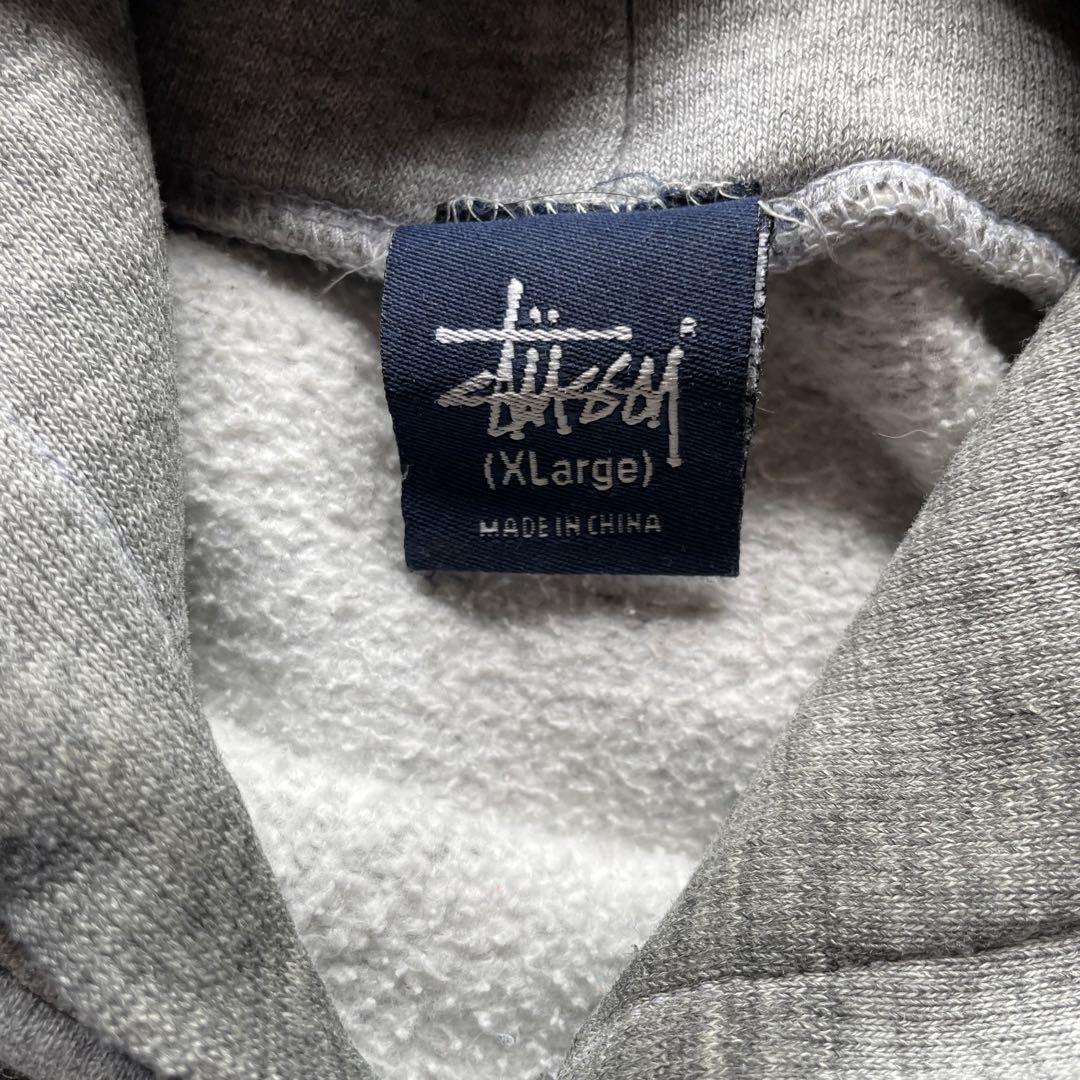 Stüssy®
(XLarge)
MADE IN CHINA